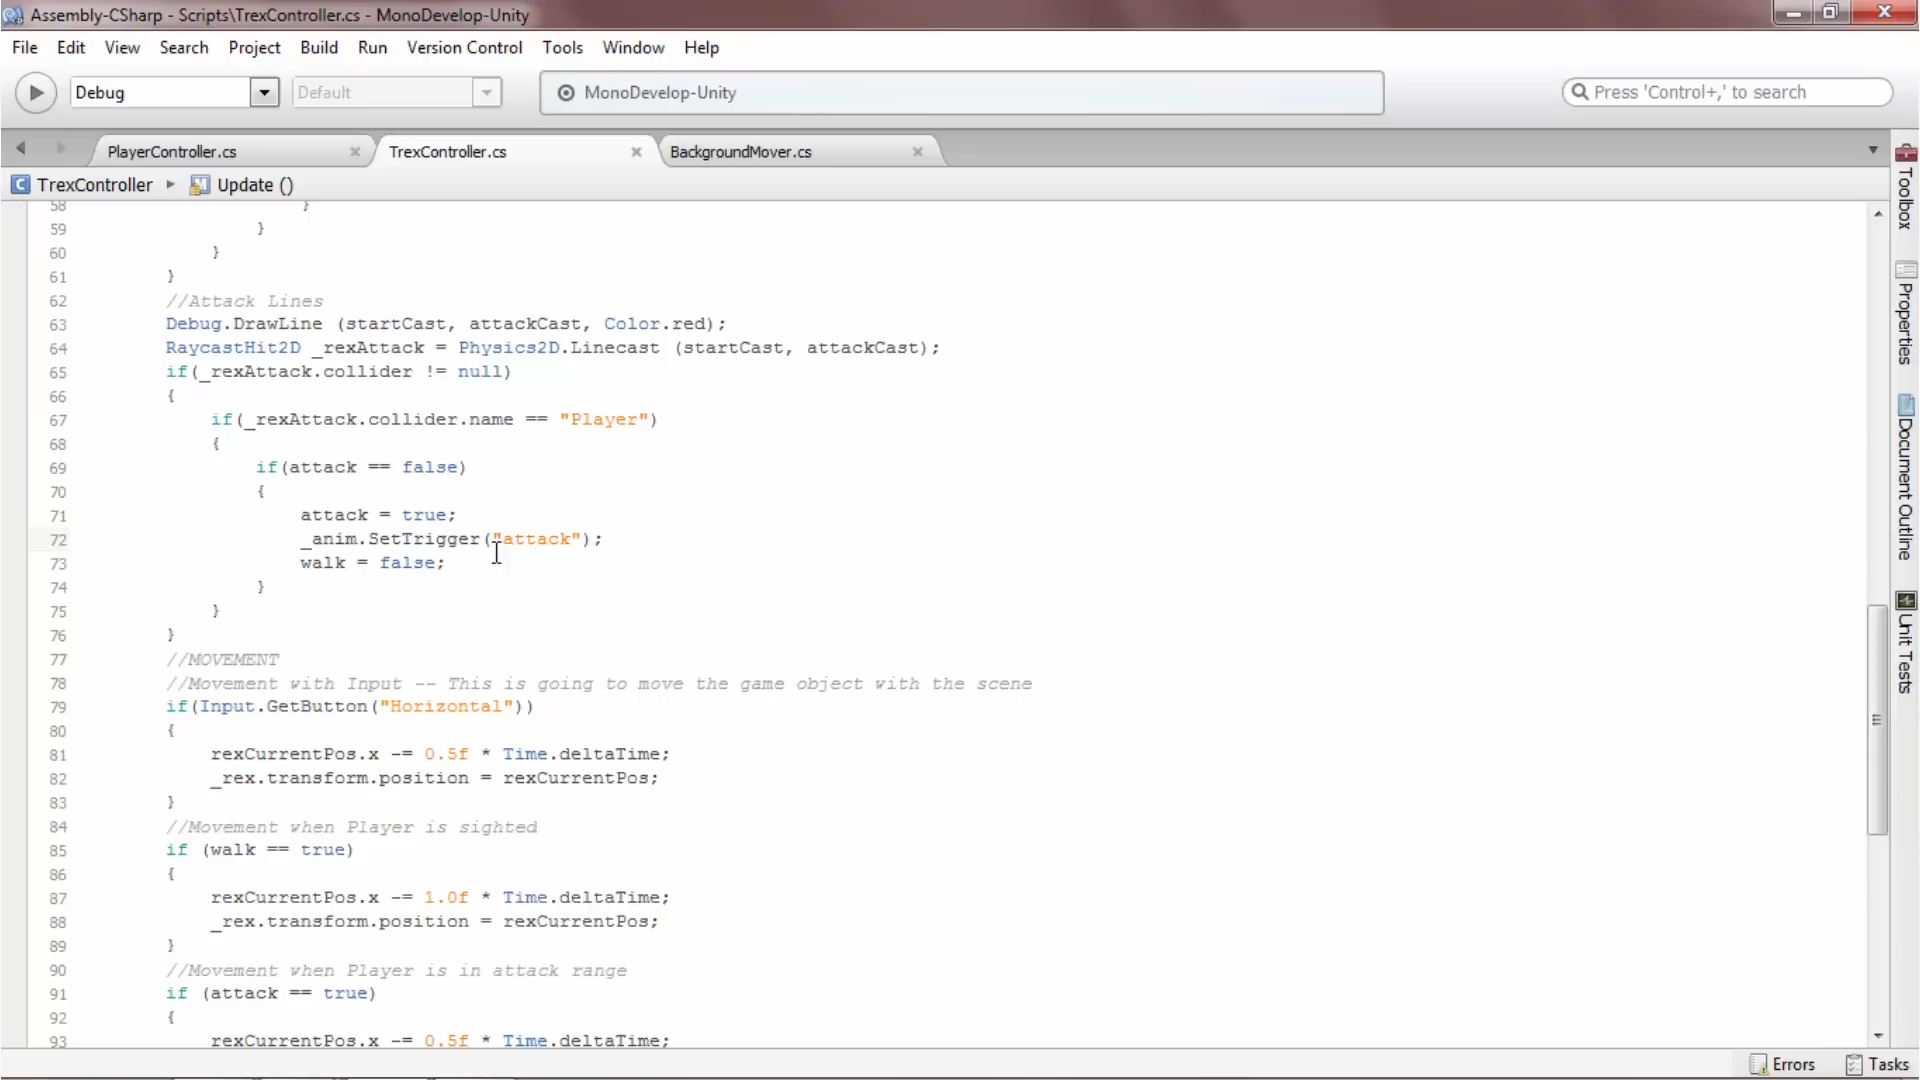 Assembly-CSharp - Scripts\TrexController.cs - MonoDevelop-Unity
File Edit View Search Project Build Run Version Control Tools Window Help
Debug Default MonoDevelop-Unity Press 'Control+,' to search
PlayerController.cs TrexController.cs BackgroundMover.cs
TrexController Update ()
58 }
59 }
60 }
61 }
62 //Attack Lines
63 Debug.DrawLine (startCast, attackCast, Color.red);
64 RaycastHit2D _rexAttack = Physics2D.Linecast (startCast, attackCast);
65 if(_rexAttack.collider != null)
66 {
67 if(_rexAttack.collider.name == "Player")
68 {
69 if(attack == false)
70 {
71 attack = true;
72 _anim.SetTrigger("attack");
73 walk = false;
74 }
75 }
76 }
77 //MOVEMENT
78 //Movement with Input -- This is going to move the game object with the scene
79 if(Input.GetButton("Horizontal"))
80 {
81 rexCurrentPos.x -= 0.5f * Time.deltaTime;
82 _rex.transform.position = rexCurrentPos;
83 }
84 //Movement when Player is sighted
85 if (walk == true)
86 {
87 rexCurrentPos.x -= 1.0f * Time.deltaTime;
88 _rex.transform.position = rexCurrentPos;
89 }
90 //Movement when Player is in attack range
91 if (attack == true)
92 {
93 rexCurrentPos.x -= 0.5f * Time.deltaTime;
Toolbox
Properties
Document Outline
Unit Tests
Errors Tasks